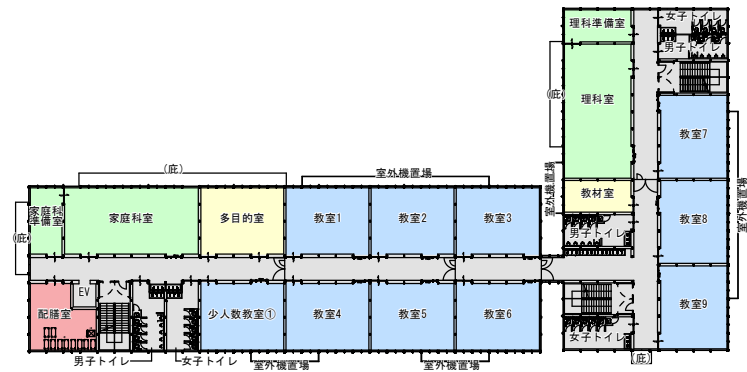 理科準備室
女子トイレ
男子トイレ
(庇)
理科室
教室7
(庇)
室外機置場
室外機置場
教材室
室外機置場
家庭科
準備室
家庭科室
多目的室
教室1
教室2
教室3
男子トイレ
教室8
(庇)
EV
配膳室
少人数教室①
教室4
教室5
教室6
教室9
女子トイレ
男子トイレ
女子トイレ
室外機置場
室外機置場
(庇)